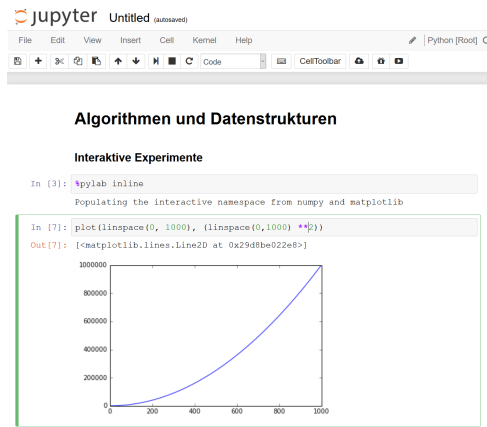 jupyter Untitled (autosaved)
File Edit View Insert Cell Kernel Help Python [Root]
Code CellToolbar
Algorithmen und Datenstrukturen
Interaktive Experimente
In [3]: %pylab inline
Populating the interactive namespace from numpy and matplotlib
In [7]: plot(linspace(0, 1000), (linspace(0,1000) **2))
Out[7]: [<matplotlib.lines.Line2D at 0x29d8be022e8>]
1000000
800000
600000
400000
200000
0
0 200 400 600 800 1000